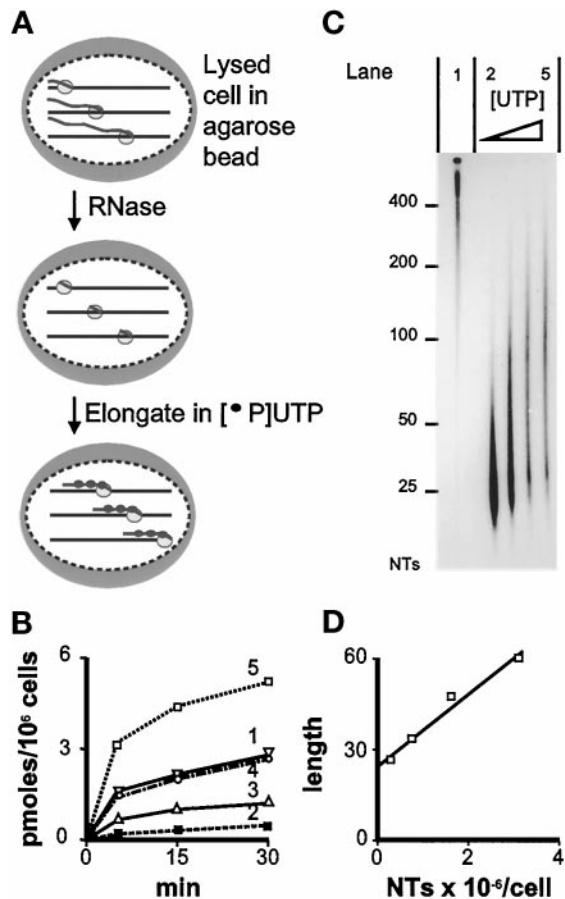 A
Lysed
cell in
agarose
bead
RNase
Elongate in [•P]UTP
B
pmoles/10⁶ cells
6
3
0
5
1
4
3
2
0 15 30
min
C
Lane 1 2 5
[UTP]
400
200
100
50
25
NTs
D
length
60
30
0
0 2 4
NTs x 10⁻⁶/cell